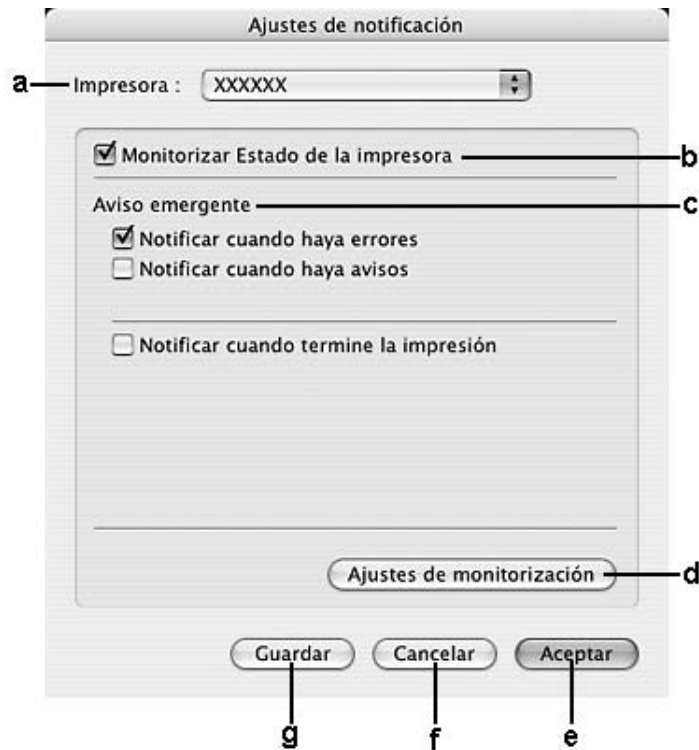 Ajustes de notificación
a Impresora : XXXXXX
Monitorizar Estado de la impresora b
Aviso emergente c
Notificar cuando haya errores
Notificar cuando haya avisos
Notificar cuando termine la impresión
Ajustes de monitorización d
Guardar Cancelar Aceptar
g f e